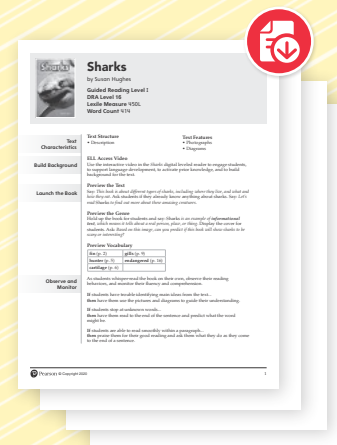 Sharks
Sharks
by Susan Hughes
Guided Reading Level I
DRA Level 16
Lexile Measure 450L
Word Count 414
Text
Characteristics
Text Structure
• Description
Text Features
• Photographs
• Diagrams
Build Background
ELL Access Video
Use the interactive video in the Sharks digital leveled reader to engage students,
to support language development, to activate prior knowledge, and to build
background for the text.
Launch the Book
Preview the Text
Say: This book is about different types of sharks, including where they live, and what and
how they eat. Ask students if they already know anything about sharks. Say: Let's
read Sharks to find out more about these amazing creatures.
Preview the Genre
Hold up the book for students and say: Sharks is an example of informational
text, which means it tells about a real person, place, or thing. Display the cover for
students. Ask: Based on this image, can you predict if this book will show sharks to be
scary or interesting?
Preview Vocabulary
fin (p. 2) gills (p. 9)
hunter (p. 5) endangered (p. 16)
cartilage (p. 6)
Observe and
Monitor
As students whisper-read the book on their own, observe their reading
behaviors, and monitor their fluency and comprehension.
If students have trouble identifying main ideas from the text...
then have them use the pictures and diagrams to guide their understanding.
If students stop at unknown words...
then have them read to the end of the sentence and predict what the word
might be.
If students are able to read smoothly within a paragraph...
then praise them for their good reading and ask them what they do as they come
to the end of a sentence.
Pearson © Copyright 2000. 1